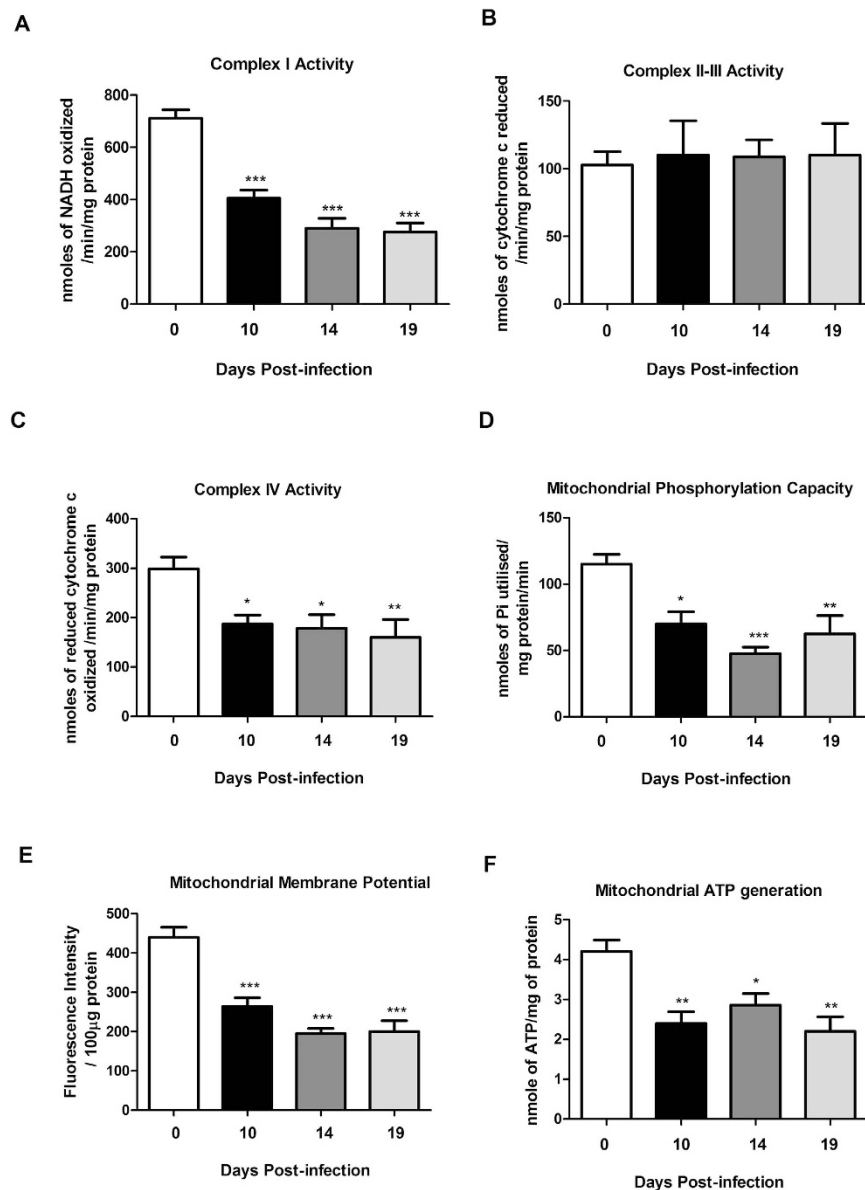 A
Complex I Activity
nmoles of NADH oxidized
/min/mg protein
800
600
400
200
0
***
***
***
0 10 14 19
Days Post-infection
B
Complex II-III Activity
nmoles of cytochrome c reduced
/min/mg protein
150
100
50
0
0 10 14 19
Days Post-infection
C
Complex IV Activity
nmoles of reduced cytochrome c
oxidized /min/mg protein
400
300
200
100
0
*
*
**
0 10 14 19
Days Post-infection
D
Mitochondrial Phosphorylation Capacity
nmoles of Pi utilised/
mg protein/min
150
100
50
0
*
***
**
0 10 14 19
Days Post-infection
E
Mitochondrial Membrane Potential
Fluorescence Intensity
/ 100µg protein
500
400
300
200
100
0
***
***
***
0 10 14 19
Days Post-infection
F
Mitochondrial ATP generation
nmole of ATP/mg of protein
5
4
3
2
1
0
**
*
**
0 10 14 19
Days Post-infection